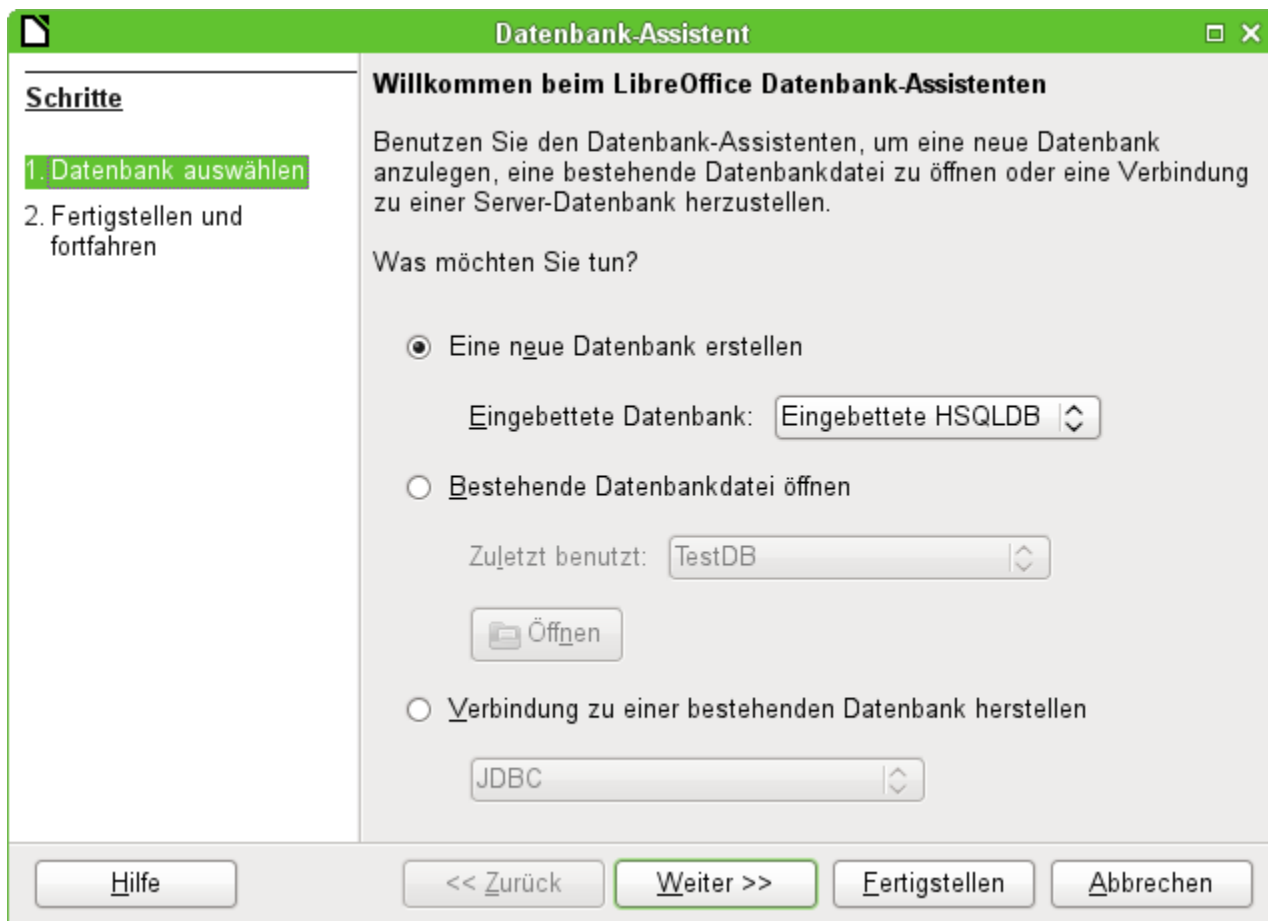 Datenbank-Assistent
Schritte
1. Datenbank auswählen
2. Fertigstellen und
fortfahren
Willkommen beim LibreOffice Datenbank-Assistenten
Benutzen Sie den Datenbank-Assistenten, um eine neue Datenbank
anzulegen, eine bestehende Datenbankdatei zu öffnen oder eine Verbindung
zu einer Server-Datenbank herzustellen.
Was möchten Sie tun?
Eine neue Datenbank erstellen
Eingebettete Datenbank: Eingebettete HSQLDB
Bestehende Datenbankdatei öffnen
Zuletzt benutzt: TestDB
Öffnen
Verbindung zu einer bestehenden Datenbank herstellen
JDBC
Hilfe << Zurück Weiter >> Fertigstellen Abbrechen